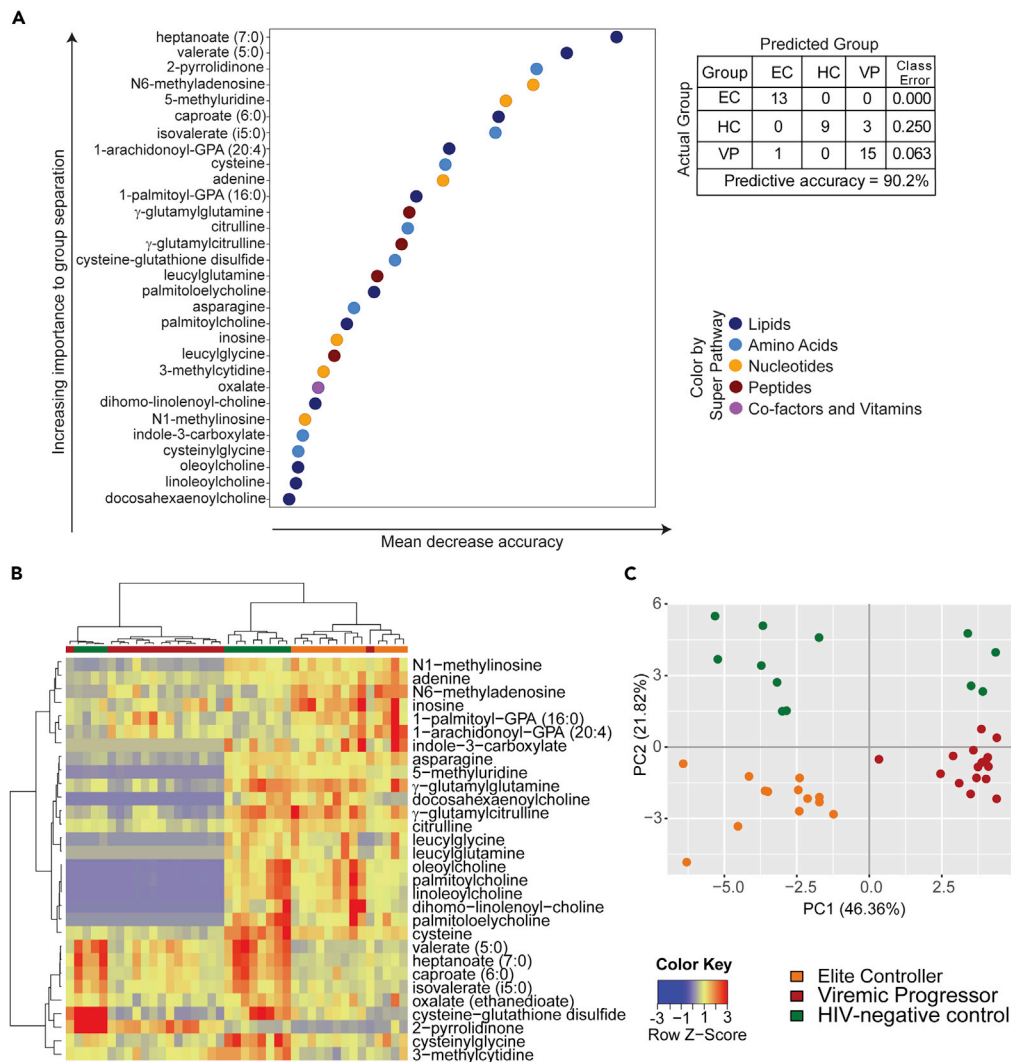 A
heptanoate (7:0)
valerate (5:0)
2-pyrrolidinone
N6-methyladenosine
5-methyluridine
caproate (6:0)
isovalerate (i5:0)
1-arachidonoyl-GPA (20:4)
cysteine
adenine
1-palmitoyl-GPA (16:0)
γ-glutamylglutamine
citrulline
γ-glutamylcitrulline
cysteine-glutathione disulfide
leucylglutamine
palmitoloelycholine
asparagine
palmitoylcholine
inosine
leucylglycine
3-methylcytidine
oxalate
dihomo-linolenoyl-choline
N1-methylinosine
indole-3-carboxylate
cysteinylglycine
oleoylcholine
linoleoylcholine
docosahexaenoylcholine
Increasing importance to group separation
Mean decrease accuracy
Predicted Group
Actual Group
Group EC HC VP Class Error
EC 13 0 0 0.000
HC 0 9 3 0.250
VP 1 0 15 0.063
Predictive accuracy = 90.2%
Color by
Super Pathway
Lipids
Amino Acids
Nucleotides
Peptides
Co-factors and Vitamins
B
N1-methylinosine
adenine
N6-methyladenosine
inosine
1-palmitoyl-GPA (16:0)
1-arachidonoyl-GPA (20:4)
indole-3-carboxylate
asparagine
5-methyluridine
γ-glutamylglutamine
docosahexaenoylcholine
γ-glutamylcitrulline
citrulline
leucylglycine
leucylglutamine
oleoylcholine
palmitoylcholine
linoleoylcholine
dihomo-linolenoyl-choline
palmitoloelycholine
cysteine
valerate (5:0)
heptanoate (7:0)
caproate (6:0)
isovalerate (i5:0)
oxalate (ethanedioate)
cysteine-glutathione disulfide
2-pyrrolidinone
cysteinylglycine
3-methylcytidine
C
6
3
0
-3
PC2 (21.82%)
-5.0 -2.5 0.0 2.5
PC1 (46.36%)
Color Key
-3 -1 1 3
Row Z-Score
Elite Controller
Viremic Progressor
HIV-negative control